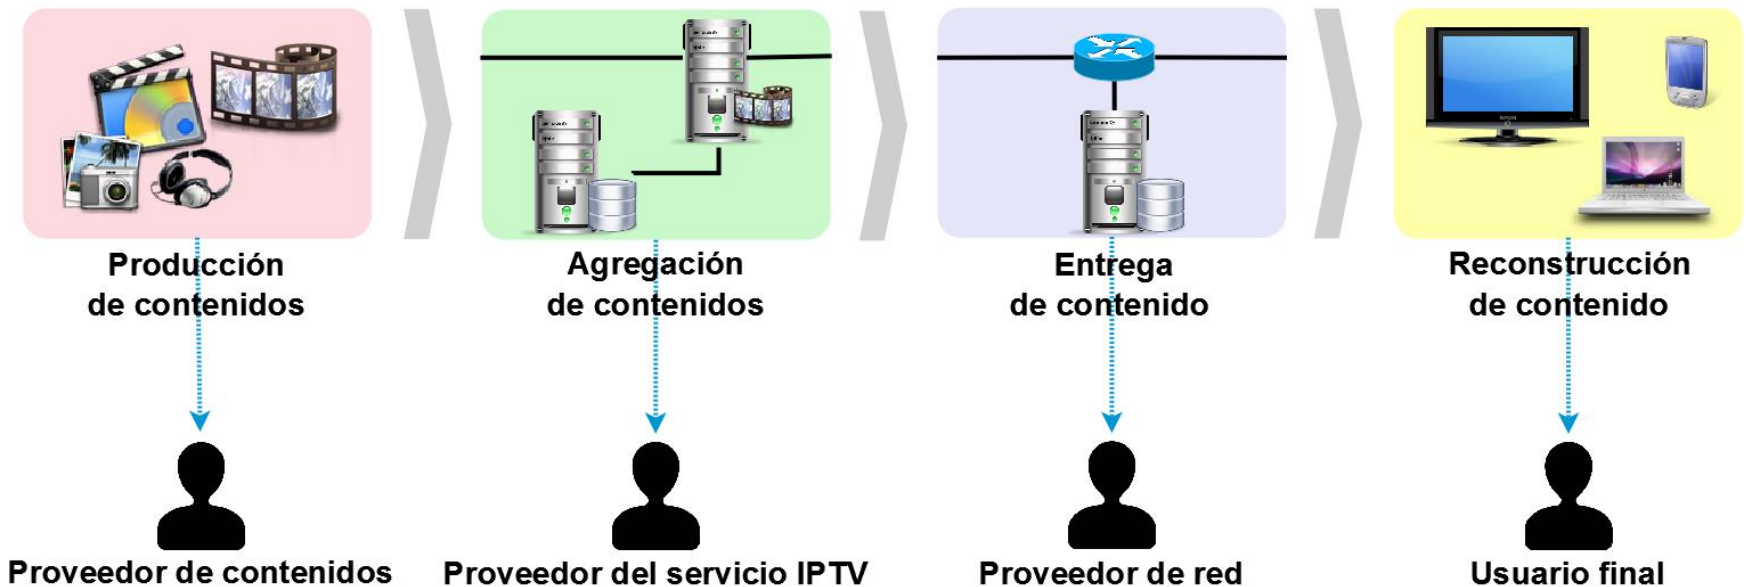 Producción
de contenidos
Agregación
de contenidos
Entrega
de contenido
Reconstrucción
de contenido
Proveedor de contenidos
Proveedor del servicio IPTV
Proveedor de red
Usuario final